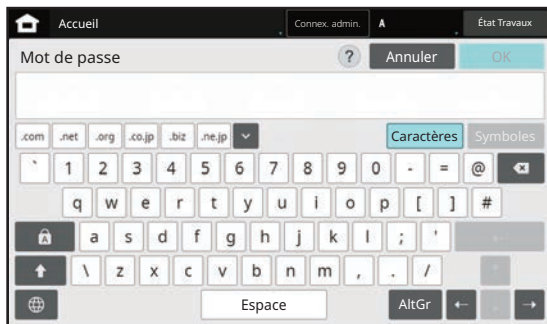 Accueil Connex. admin. A État Travaux
Mot de passe ? Annuler OK
.com .net .org .co.jp .biz .ne.jp Caractères Symboles
` 1 2 3 4 5 6 7 8 9 0 - = @
q w e r t y u i o p [ ] #
A a s d f g h j k l ; '
\ z x c v b n m , . /
Espace AltGr ← ↓ →